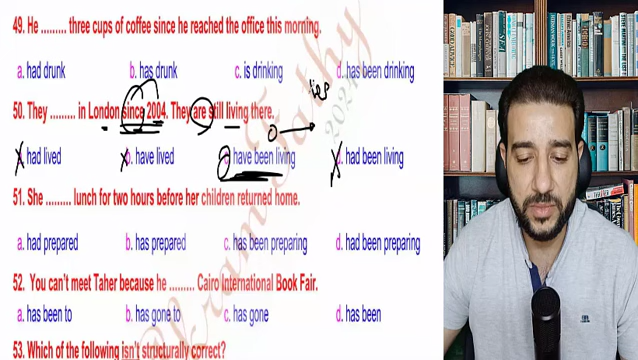 49. He ......... three cups of coffee since he reached the office this morning.
a. had drunk b. has drunk c. is drinking d. has been drinking
50. They ......... in London since 2004. They are still living there.
had lived b. have lived c have been living d. had been living
51. She ......... lunch for two hours before her children returned home.
a. had prepared b. has prepared c. has been preparing d. had been preparing
52. You can't meet Taher because he ......... Cairo International Book Fair.
a. has been to b. has gone to c. has gone d. has been
53. Which of the following isn't structurally correct?
Ikram Fathy
2024